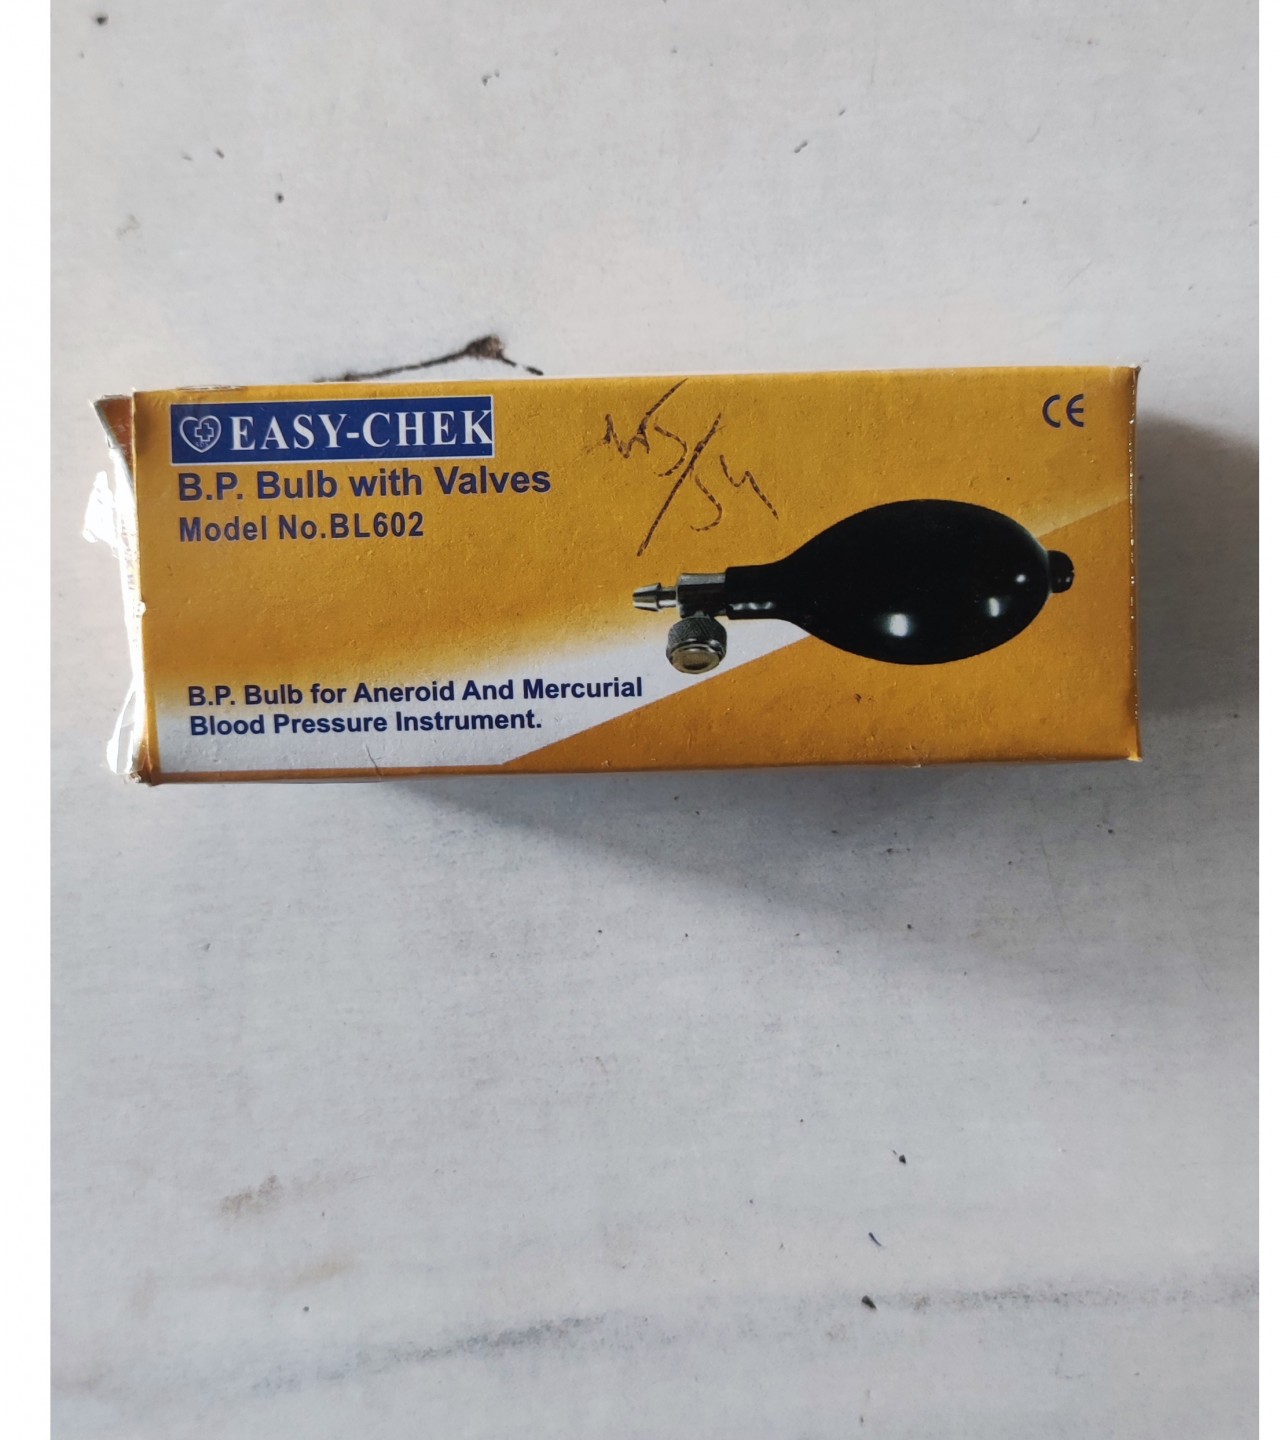 EASY-CHEK
B.P. Bulb with Valves
Model No.BL602
CE
B.P. Bulb for Aneroid And Mercurial
Blood Pressure Instrument.